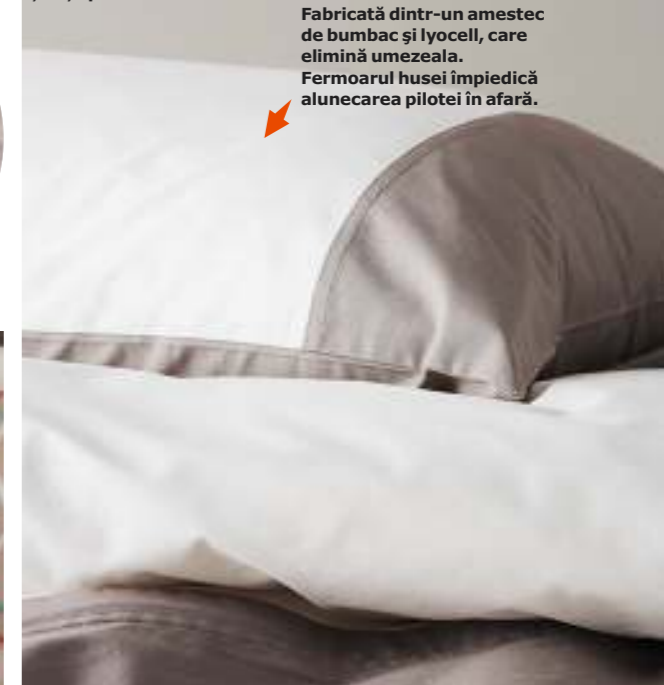 Fabricată dintr-un amestec
de bumbac şi lyocell, care
elimină umezeala.
Fermoarul husei împiedică
alunecarea pilotei în afară.